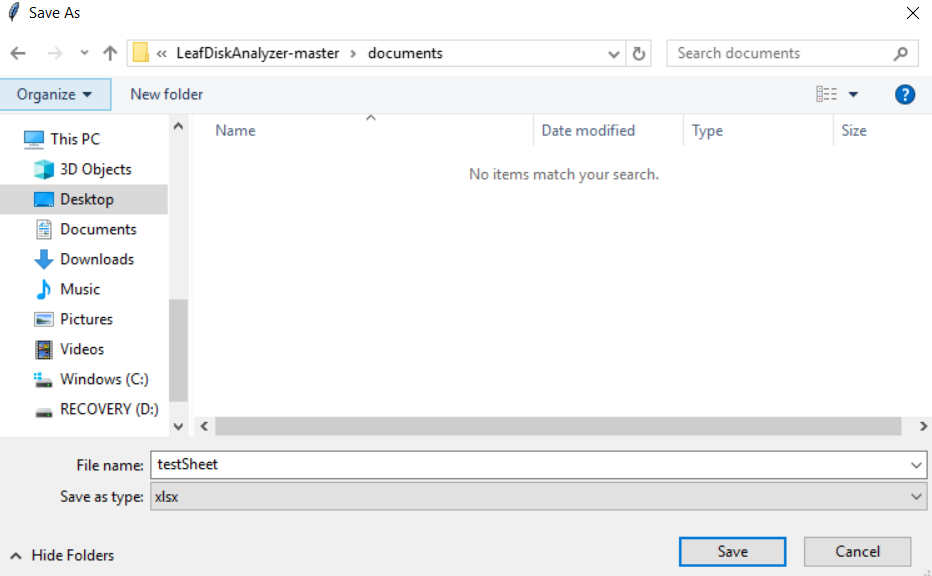 Save As
« LeafDiskAnalyzer-master › documents
Search documents
Organize
New folder
?
Name
Date modified
Type
Size
No items match your search.
This PC
3D Objects
Desktop
Documents
Downloads
Music
Pictures
Videos
Windows (C:)
RECOVERY (D:)
File name: testSheet
Save as type: xlsx
Hide Folders
Save
Cancel